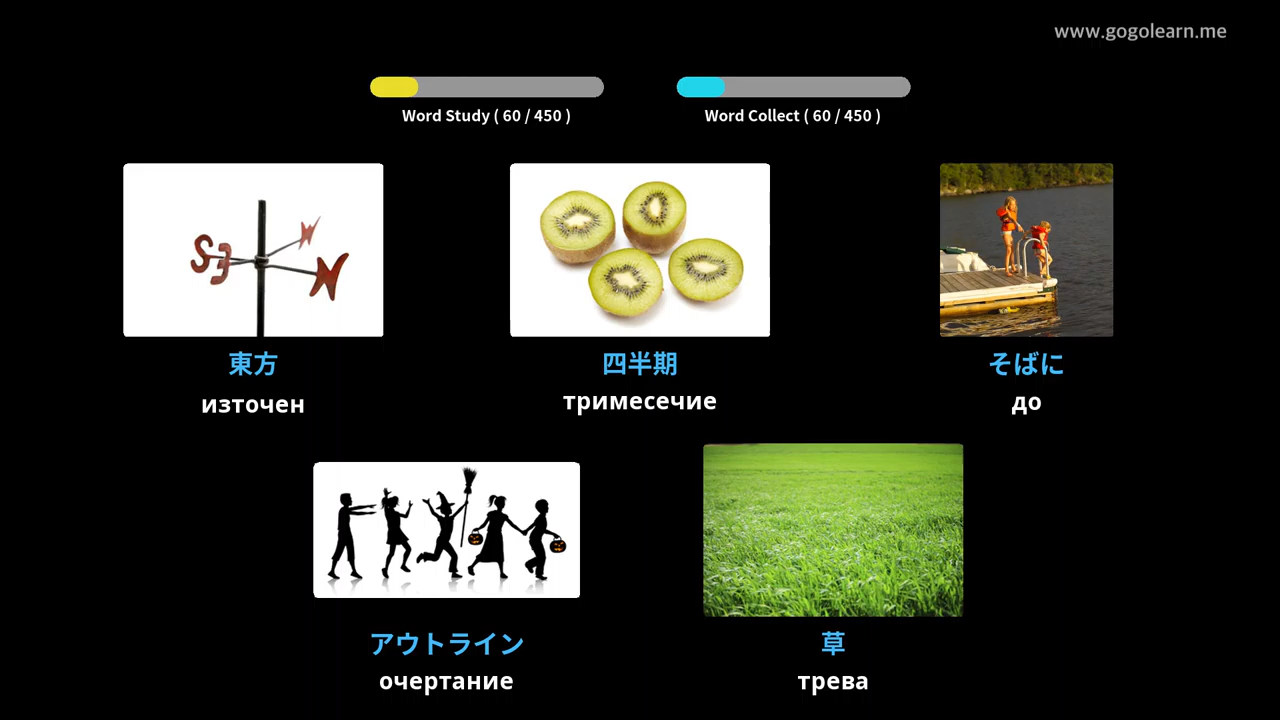 www.gogolearn.me
Word Study ( 60 / 450 )
Word Collect ( 60 / 450 )
S E N
東方
四半期
そばに
източен
тримесечие
до
アウトライン
草
очертание
трева